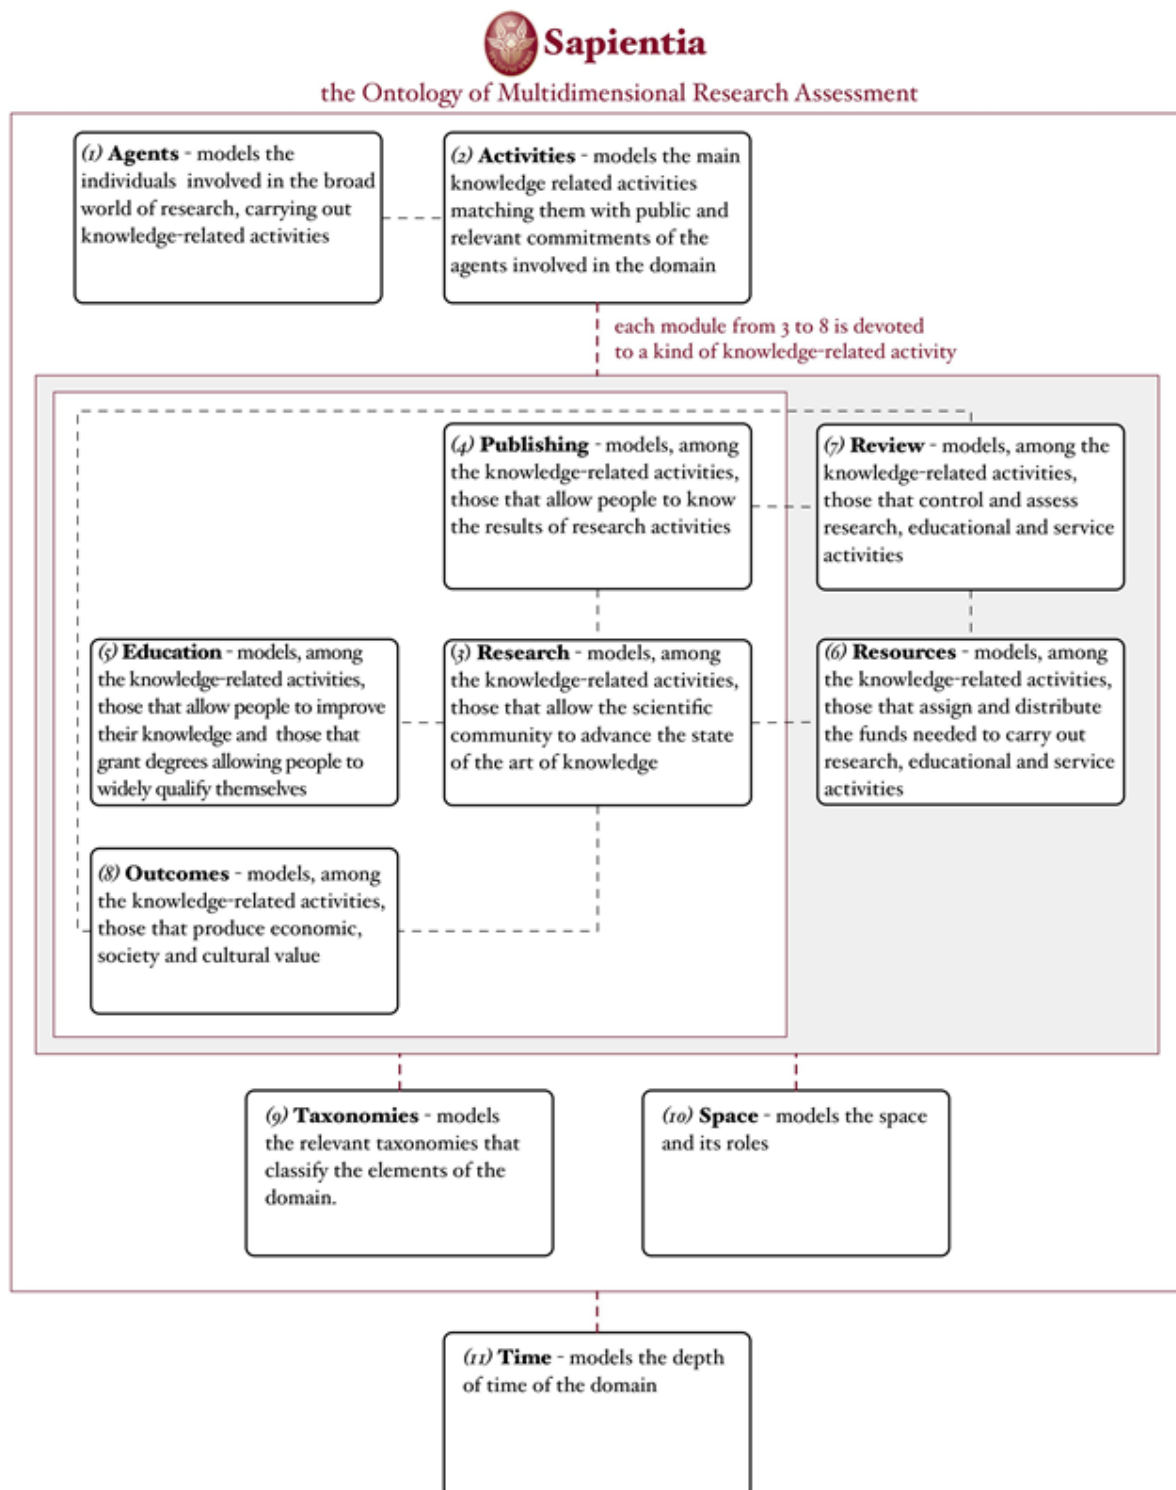 Sapientia
the Ontology of Multidimensional Research Assessment
(1) Agents - models the
individuals involved in the broad
world of research, carrying out
knowledge-related activities
(2) Activities - models the main
knowledge related activities
matching them with public and
relevant commitments of the
agents involved in the domain
each module from 3 to 8 is devoted
to a kind of knowledge-related activity
(4) Publishing - models, among
the knowledge-related activities,
those that allow people to know
the results of research activities
(7) Review - models, among the
knowledge-related activities,
those that control and assess
research, educational and service
activities
(5) Education - models, among
the knowledge-related activities,
those that allow people to improve
their knowledge and those that
grant degrees allowing people to
widely qualify themselves
(3) Research - models, among
the knowledge-related activities,
those that allow the scientific
community to advance the state
of the art of knowledge
(6) Resources - models, among
the knowledge-related activities,
those that assign and distribute
the funds needed to carry out
research, educational and service
activities
(8) Outcomes - models, among
the knowledge-related activities,
those that produce economic,
society and cultural value
(9) Taxonomies - models
the relevant taxonomies that
classify the elements of the
domain.
(10) Space - models the space
and its roles
(11) Time - models the depth
of time of the domain